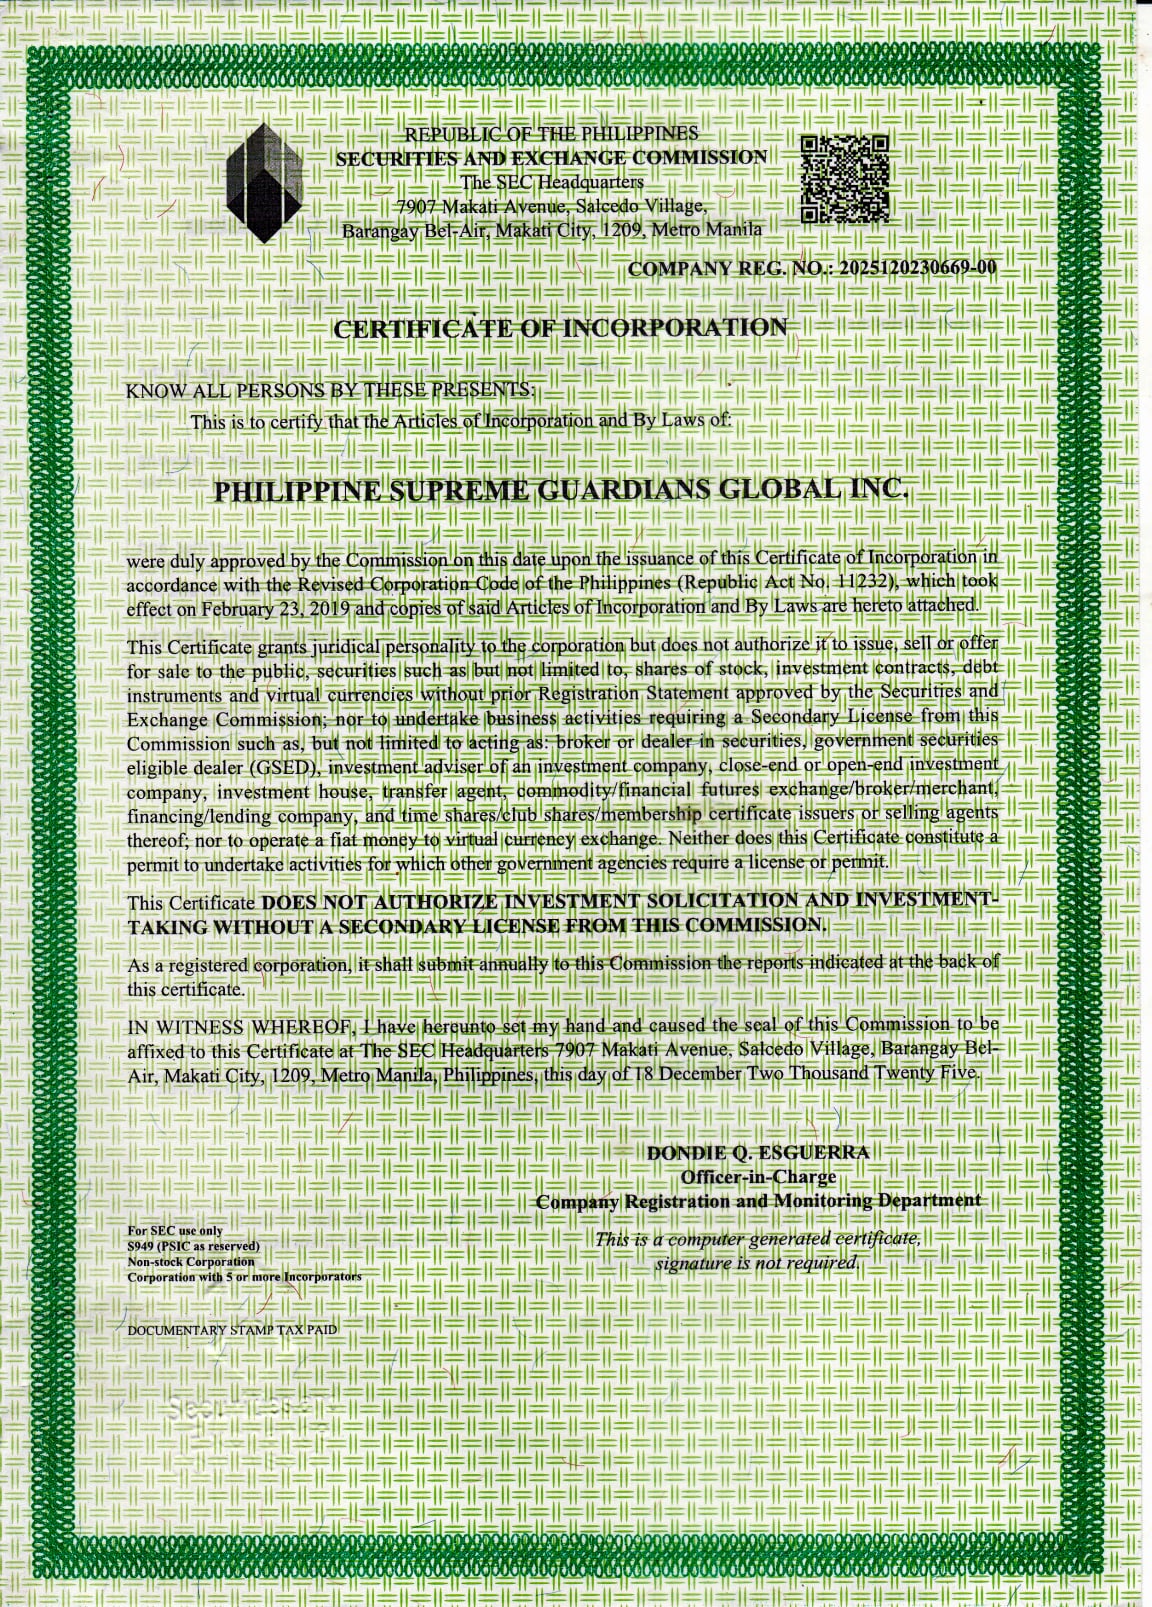 REPUBLIC OF THE PHILIPPINES
SECURITIES AND EXCHANGE COMMISSION
The SEC Headquarters
7907 Makati Avenue, Salcedo Village,
Barangay Bel-Air, Makati City, 1209, Metro Manila
COMPANY REG. NO.: 2025120230669-00
CERTIFICATE OF INCORPORATION
KNOW ALL PERSONS BY THESE PRESENTS:
This is to certify that the Articles of Incorporation and By Laws of:
PHILIPPINE SUPREME GUARDIANS GLOBAL INC.
were duly approved by the Commission on this date upon the issuance of this Certificate of Incorporation in
accordance with the Revised Corporation Code of the Philippines (Republic Act No. 11232), which took
effect on February 23, 2019 and copies of said Articles of Incorporation and By Laws are hereto attached.
This Certificate grants juridical personality to the corporation but does not authorize it to issue, sell or offer
for sale to the public, securities such as but not limited to, shares of stock, investment contracts, debt
instruments and virtual currencies without prior Registration Statement approved by the Securities and
Exchange Commission; nor to undertake business activities requiring a Secondary License from this
Commission such as, but not limited to acting as: broker or dealer in securities, government securities
eligible dealer (GSED), investment adviser of an investment company, close-end or open-end investment
company, investment house, transfer agent, commodity/financial futures exchange/broker/merchant,
financing/lending company, and time shares/club shares/membership certificate issuers or selling agents
thereof; nor to operate a fiat money to virtual currency exchange. Neither does this Certificate constitute a
permit to undertake activities for which other government agencies require a license or permit.
This Certificate DOES NOT AUTHORIZE INVESTMENT SOLICITATION AND INVESTMENT-
TAKING WITHOUT A SECONDARY LICENSE FROM THIS COMMISSION.
As a registered corporation, it shall submit annually to this Commission the reports indicated at the back of
this certificate.
IN WITNESS WHEREOF, I have hereunto set my hand and caused the seal of this Commission to be
affixed to this Certificate at The SEC Headquarters 7907 Makati Avenue, Salcedo Village, Barangay Bel-
Air, Makati City, 1209, Metro Manila, Philippines, this day of 18 December Two Thousand Twenty Five.
DONDIE Q. ESGUERRA
Officer-in-Charge
Company Registration and Monitoring Department
This is a computer generated certificate,
signature is not required.
For SEC use only
S949 (PSIC as reserved)
Non-stock Corporation
Corporation with 5 or more Incorporators
DOCUMENTARY STAMP TAX PAID